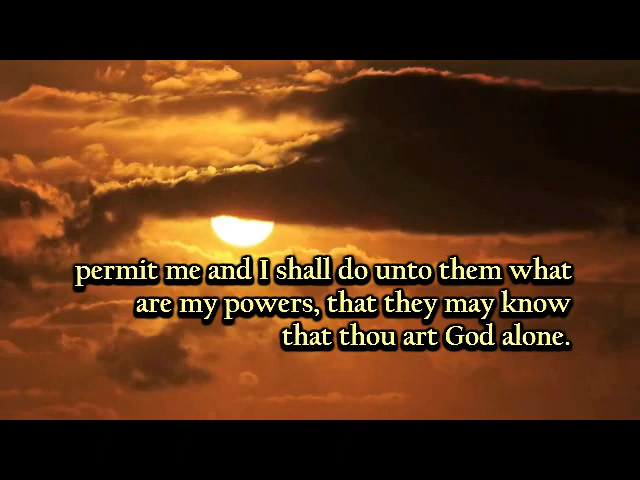 permit me and I shall do unto them what
are my powers, that they may know
that thou art God alone.